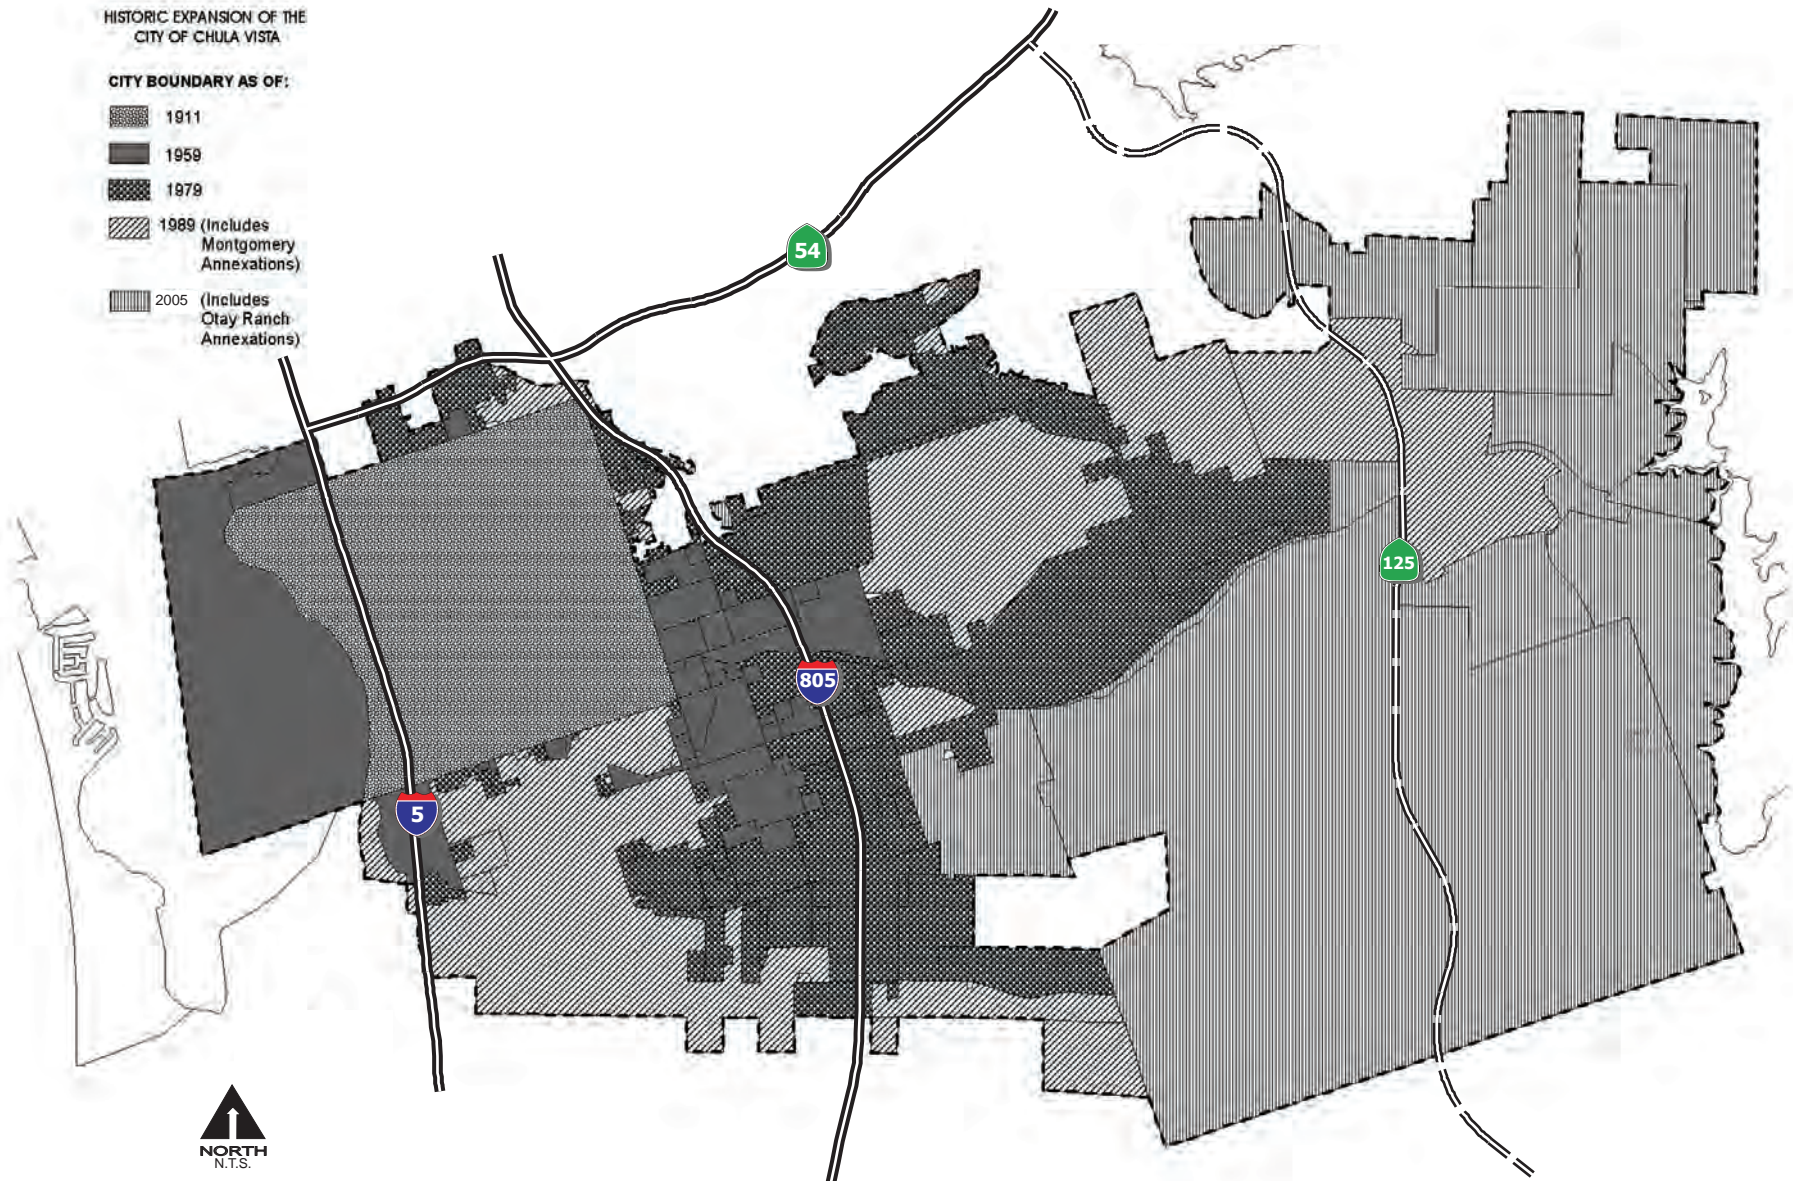 HISTORIC EXPANSION OF THE
CITY OF CHULA VISTA
CITY BOUNDARY AS OF:
1911
1959
1979
1989 (Includes
Montgomery
Annexations)
2005 (Includes
Otay Ranch
Annexations)
54
125
805
5
NORTH
N.T.S.